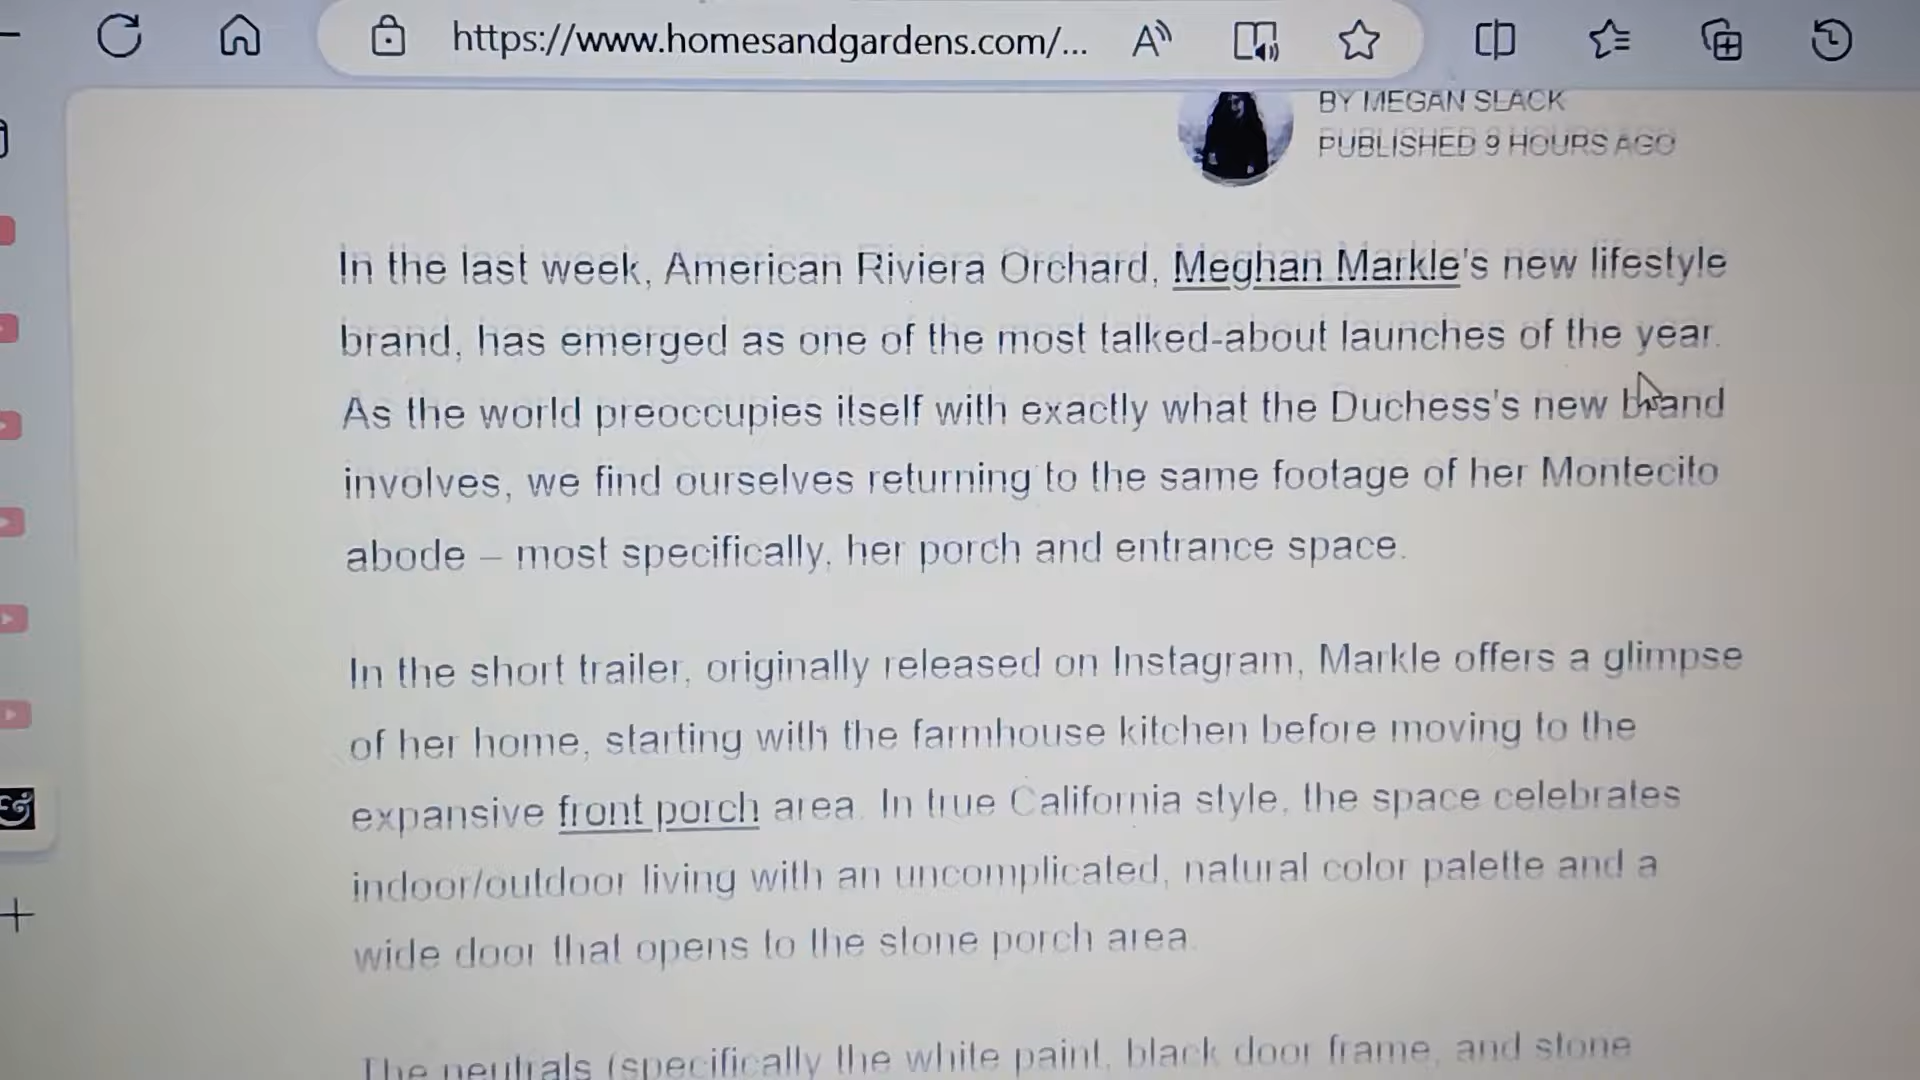 https://www.homesandgardens.com/...
BY MEGAN SLACK
PUBLISHED 9 HOURS AGO
In the last week, American Riviera Orchard, Meghan Markle's new lifestyle
brand, has emerged as one of the most talked-about launches of the year.
As the world preoccupies itself with exactly what the Duchess's new brand
involves, we find ourselves returning to the same footage of her Montecito
abode – most specifically, her porch and entrance space.
In the short trailer, originally released on Instagram, Markle offers a glimpse
of her home, starting with the farmhouse kitchen before moving to the
expansive front porch area. In true California style, the space celebrates
indoor/outdoor living with an uncomplicated, natural color palette and a
wide door that opens to the stone porch area.
The neutrals (specifically the white paint, black door frame, and stone